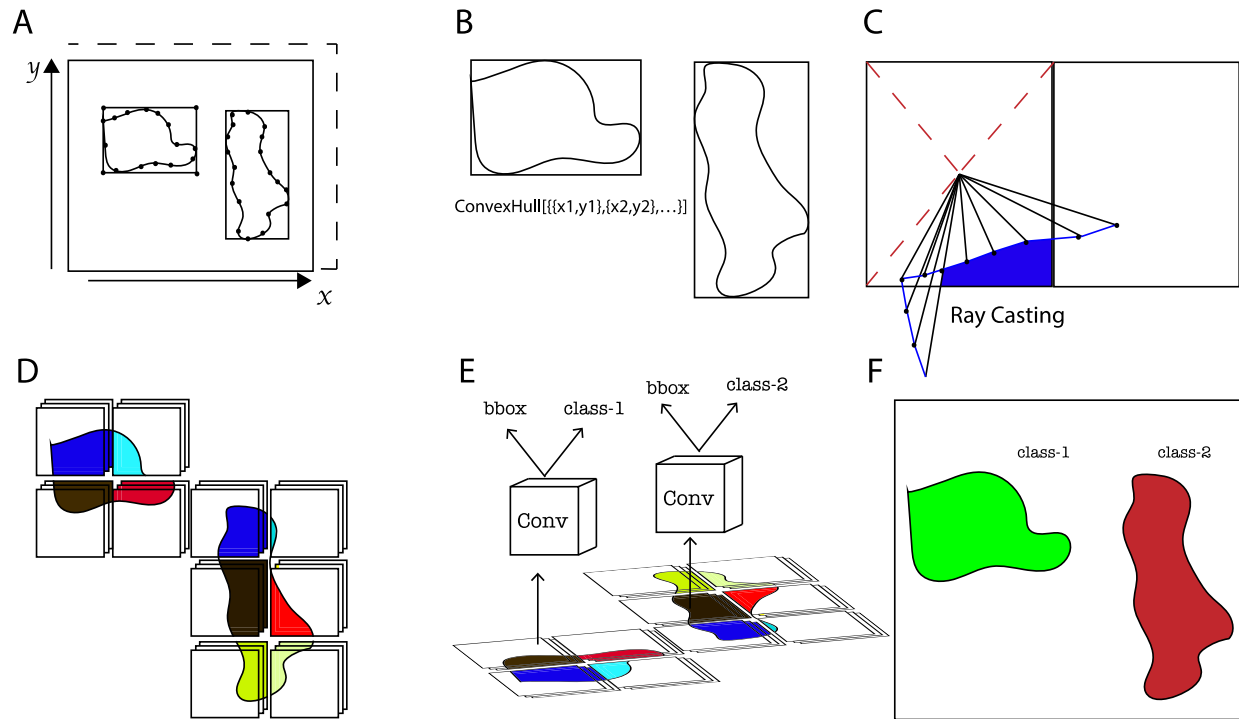 A
y
x
B
ConvexHull[{{x1,y1},{x2,y2},...}]
C
Ray Casting
D
E
bbox
class-1
Conv
bbox
class-2
Conv
F
class-1
class-2